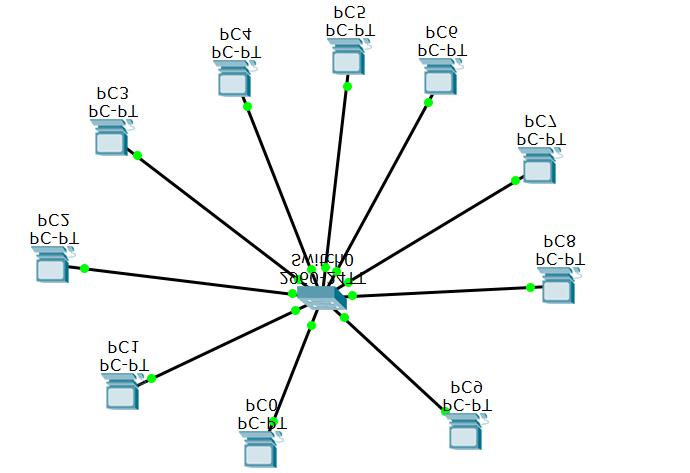 PC5
PC-PT
PC4
PC-PT
PC6
PC-PT
PC3
PC-PT
PC7
PC-PT
PC2
PC-PT
PC8
PC-PT
Switch0
2960-24TT
PC1
PC-PT
PC0
PC-PT
PC9
PC-PT